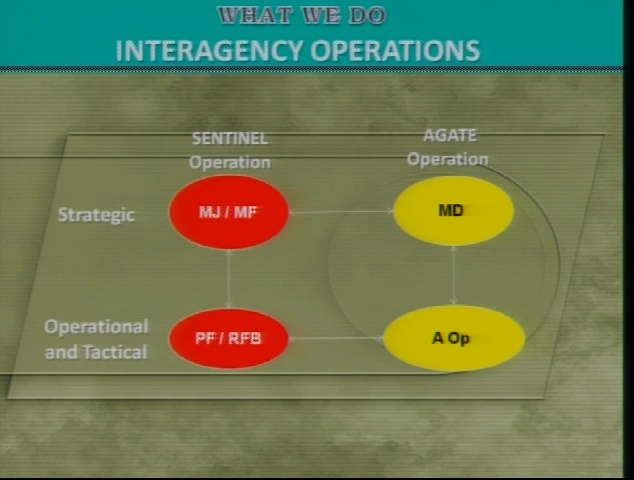 WHAT WE DO
INTERAGENCY OPERATIONS
SENTINEL
Operation
AGATE
Operation
Strategic
MJ / MF
MD
Operational
and Tactical
PF / RFB
A Op